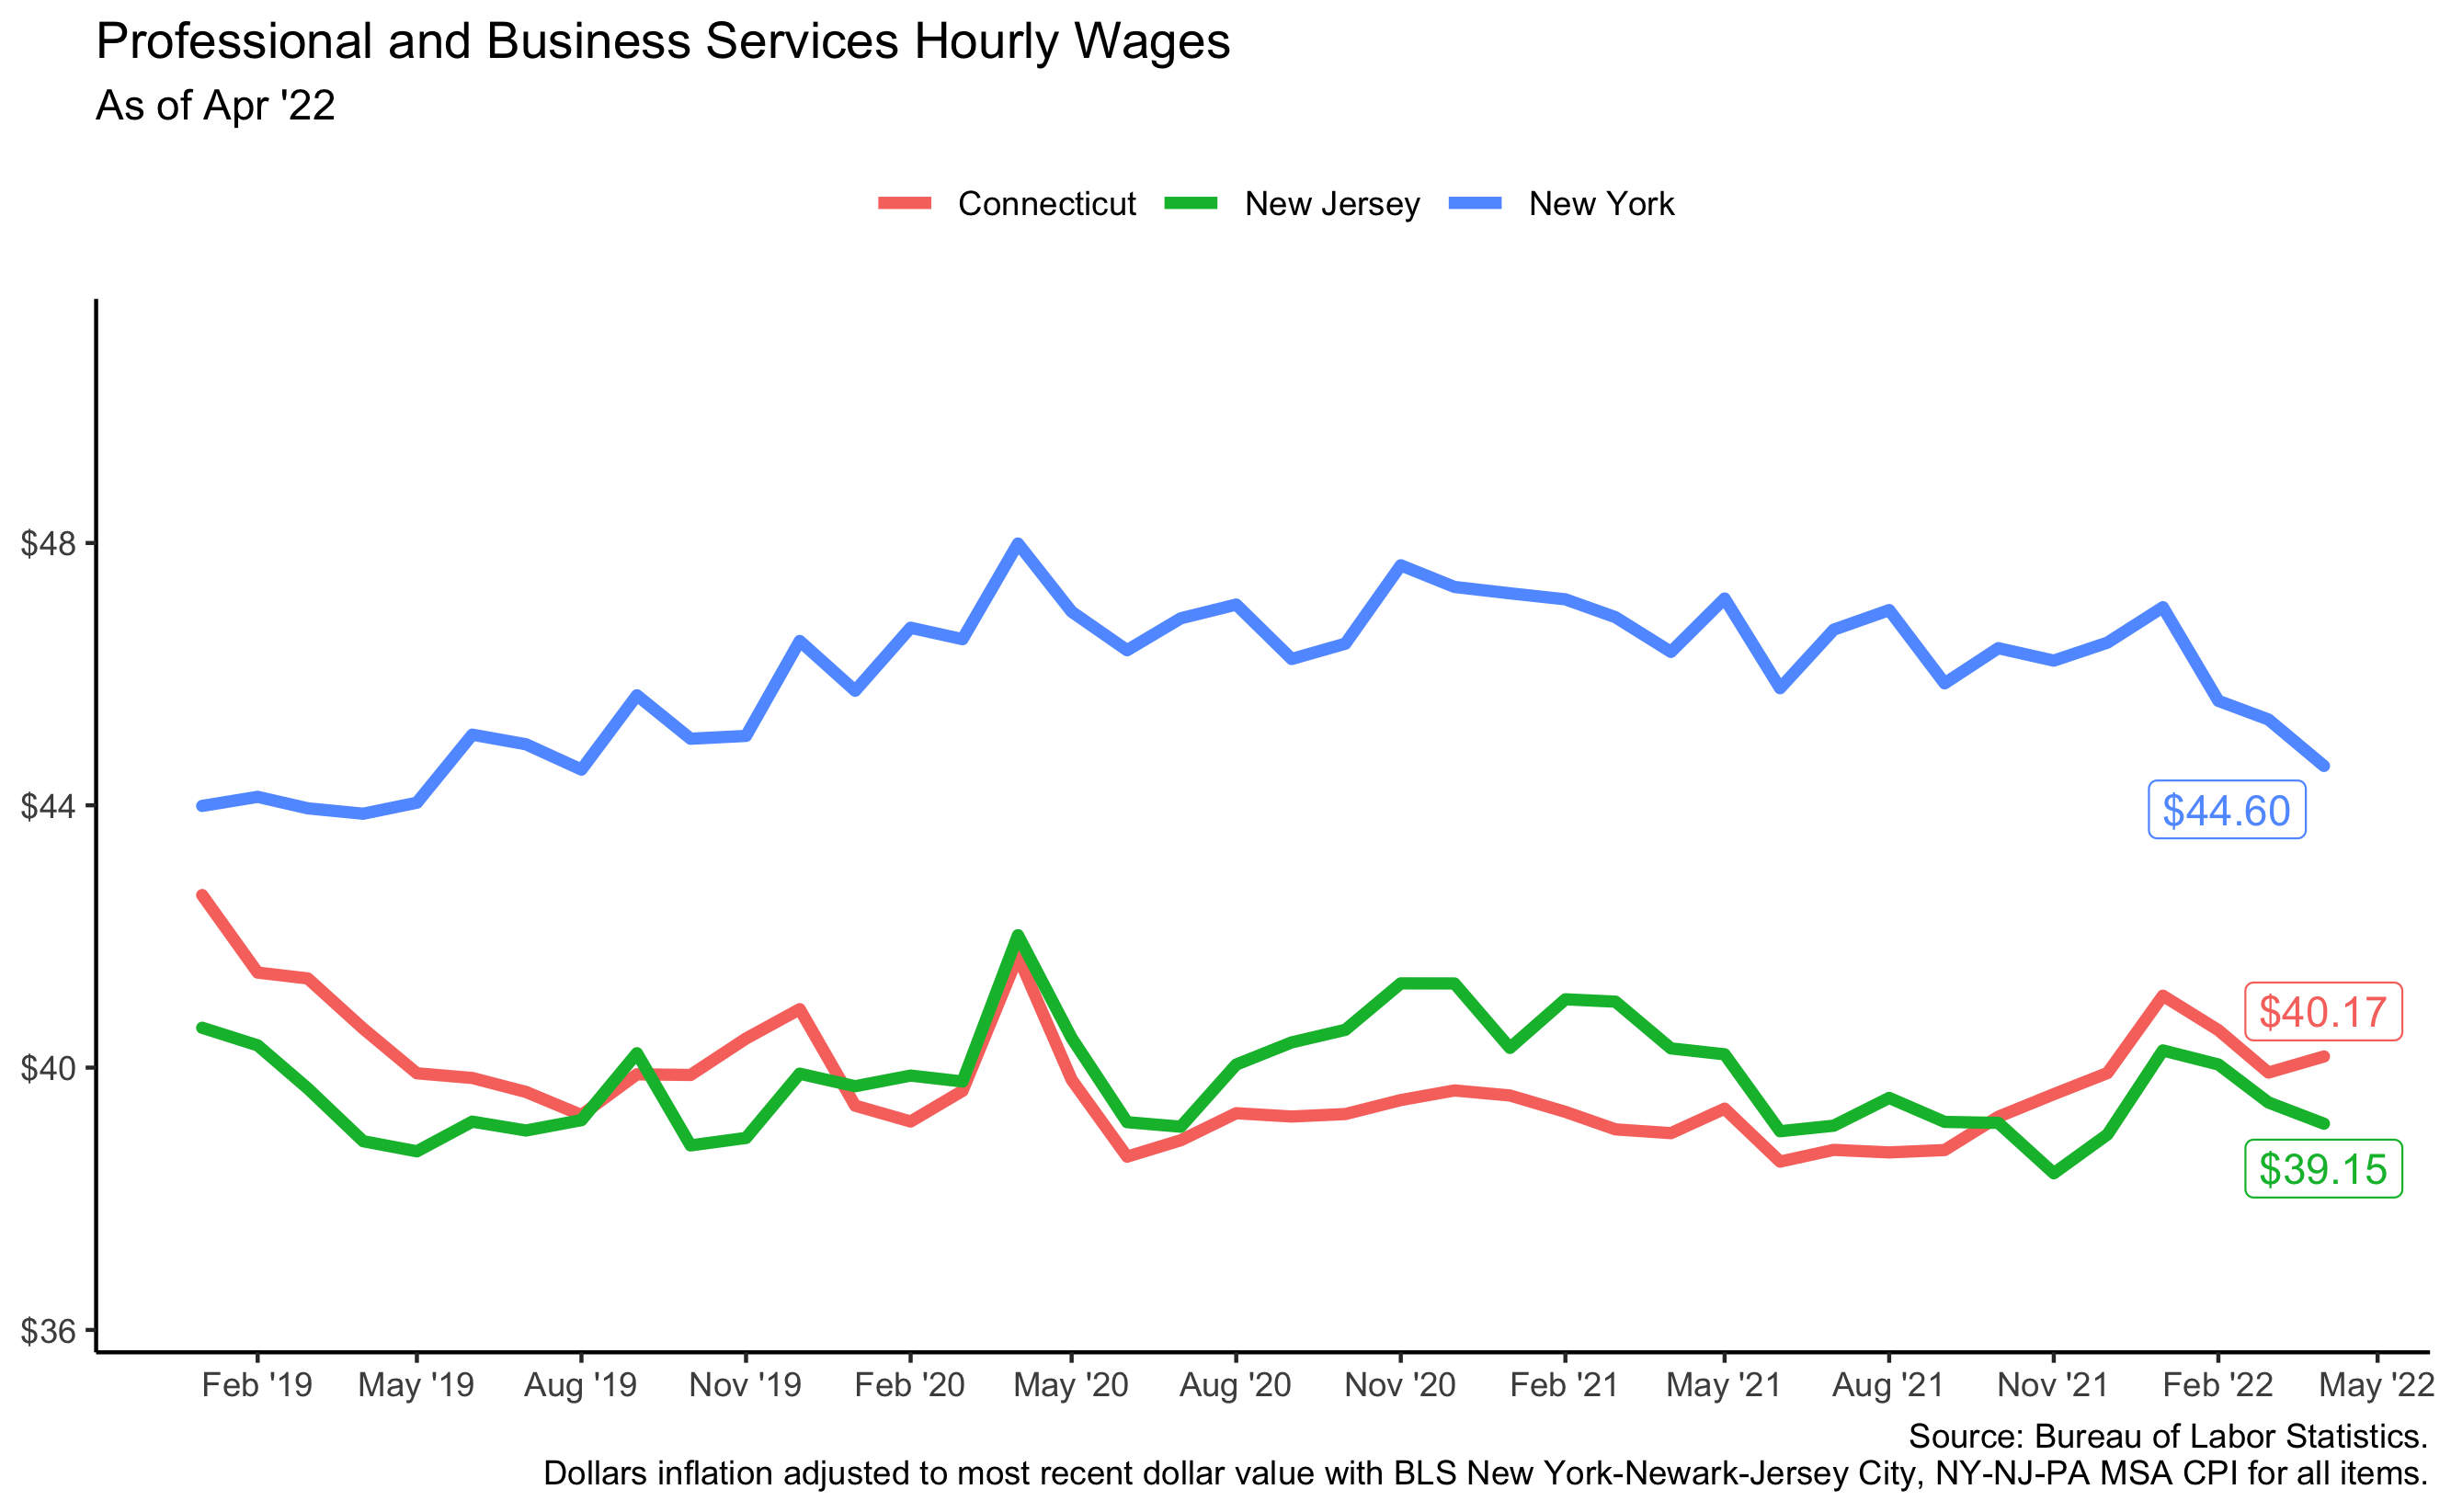 Professional and Business Services Hourly Wages
As of Apr '22
Connecticut New Jersey New York
$48
$44
$40
$36
$44.60
$40.17
$39.15
Feb '19 May '19 Aug '19 Nov '19 Feb '20 May '20 Aug '20 Nov '20 Feb '21 May '21 Aug '21 Nov '21 Feb '22 May '22
Source: Bureau of Labor Statistics.
Dollars inflation adjusted to most recent dollar value with BLS New York-Newark-Jersey City, NY-NJ-PA MSA CPI for all items.